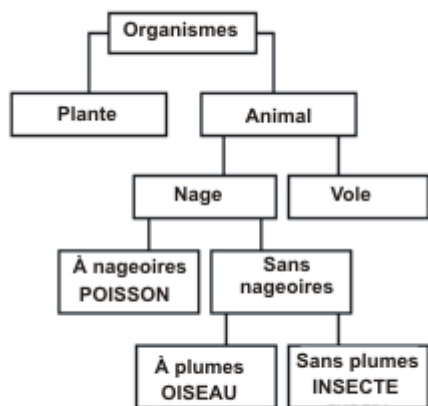 Organismes
Plante
Animal
Nage
Vole
À nageoires
POISSON
Sans
nageoires
À plumes
OISEAU
Sans plumes
INSECTE